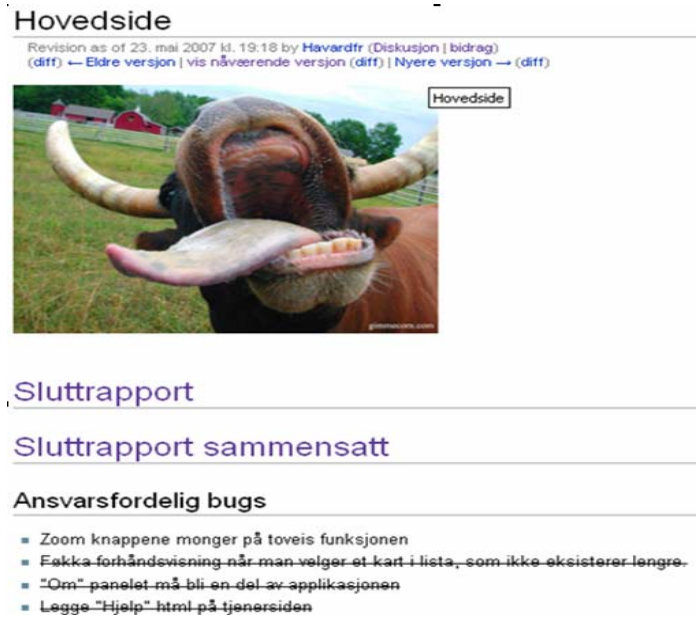 Hovedside
Revision as of 23. mai 2007 kl. 19:18 by Havardfr (Diskusjon | bidrag)
(diff) ← Eldre versjon | vis nåværende versjon (diff) | Nyere versjon → (diff)
Hovedside
gimmecorn.com
Sluttrapport
Sluttrapport sammensatt
Ansvarsfordelig bugs
Zoom knappene monger på toveis funksjonen
Føkka forhåndsvisning når man velger et kart i lista, som ikke eksisterer lengre.
"Om" panelet må bli en del av applikasjonen
Legge "Hjelp" html på tjenersiden